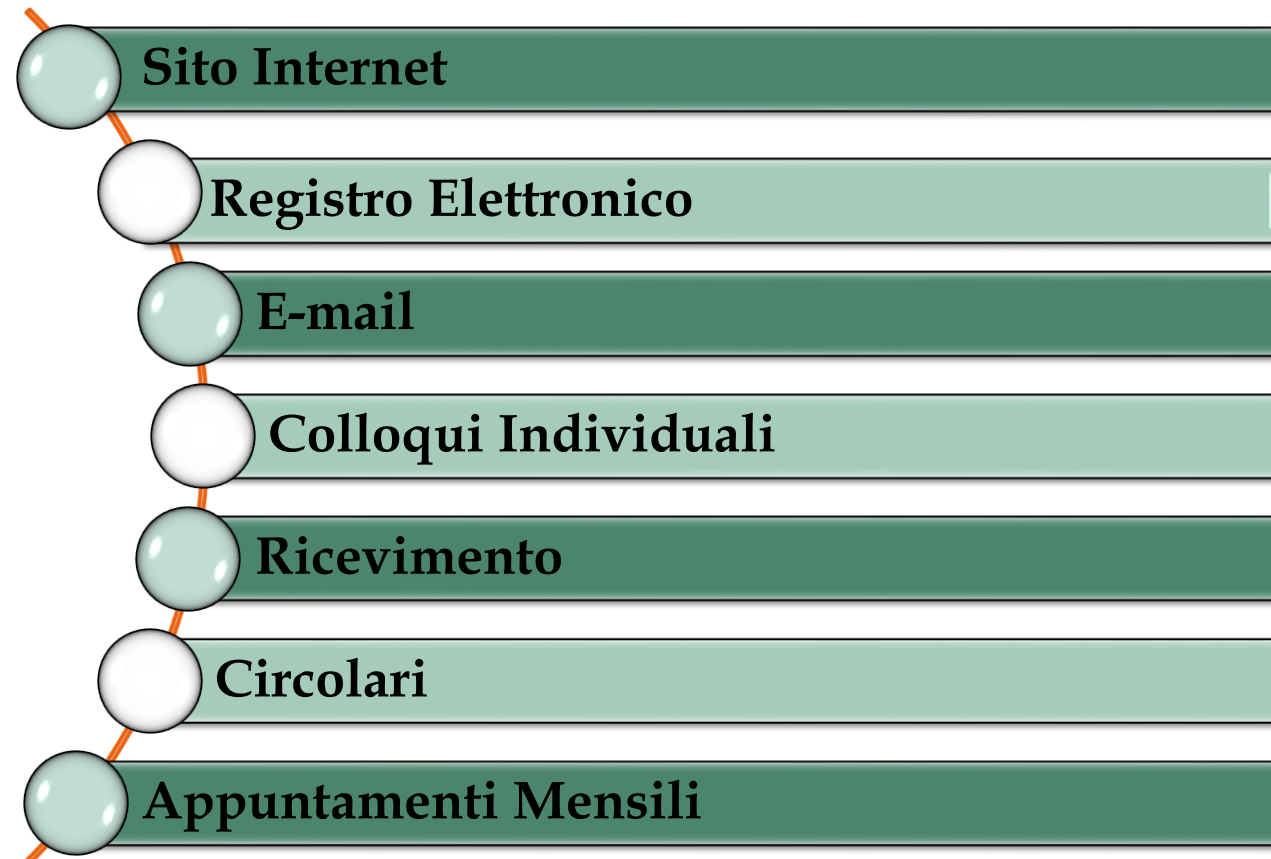 Sito Internet
Registro Elettronico
E-mail
Colloqui Individuali
Ricevimento
Circolari
Appuntamenti Mensili